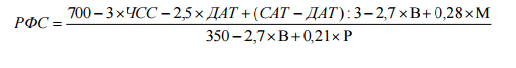 РФС = (700 − 3 × ЧСС − 2,5 × ДАТ + (САТ − ДАТ) : 3 − 2,7 × В + 0,28 × М) / (350 − 2,7 × В + 0,21 × Р)